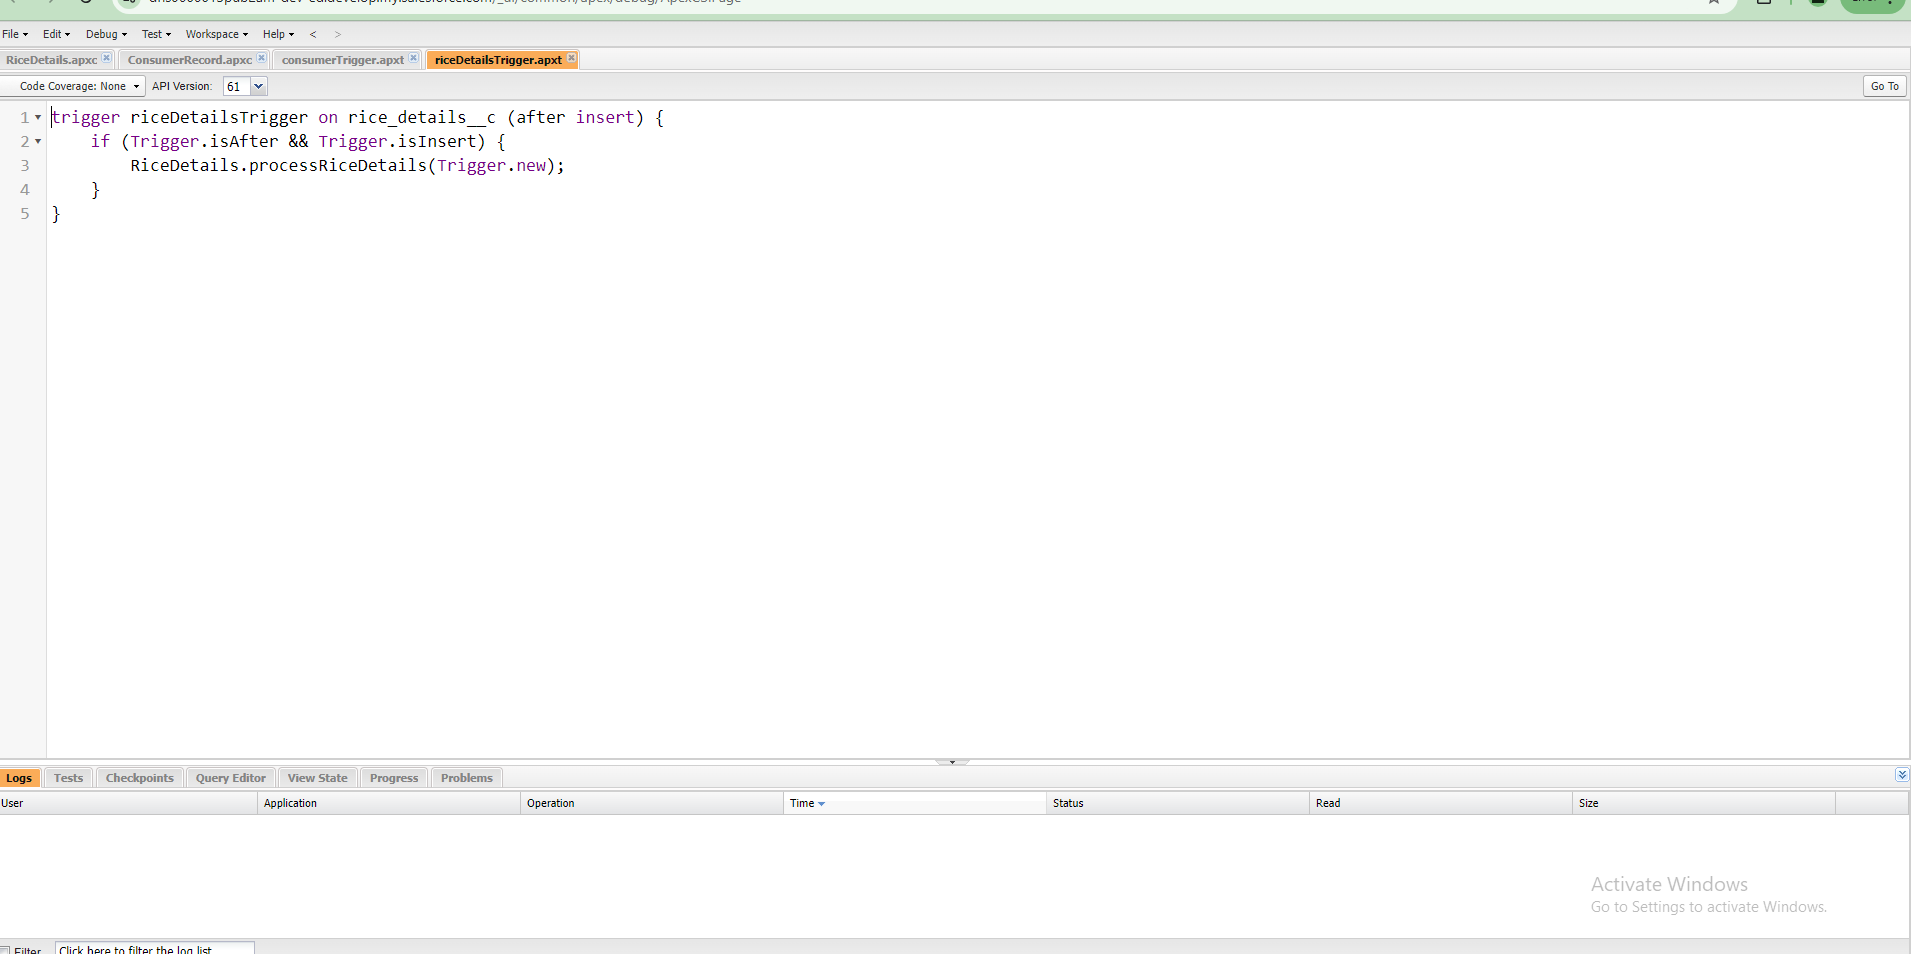 File Edit Debug Test Workspace Help < >
RiceDetails.apxc ConsumerRecord.apxc consumerTrigger.apxt riceDetailsTrigger.apxt
Code Coverage: None API Version: 61 Go To
1 trigger riceDetailsTrigger on rice_details__c (after insert) {
2 if (Trigger.isAfter && Trigger.isInsert) {
3 RiceDetails.processRiceDetails(Trigger.new);
4 }
5 }
Logs Tests Checkpoints Query Editor View State Progress Problems
User Application Operation Time Status Read Size
Activate Windows
Go to Settings to activate Windows.
Filter Click here to filter the log list